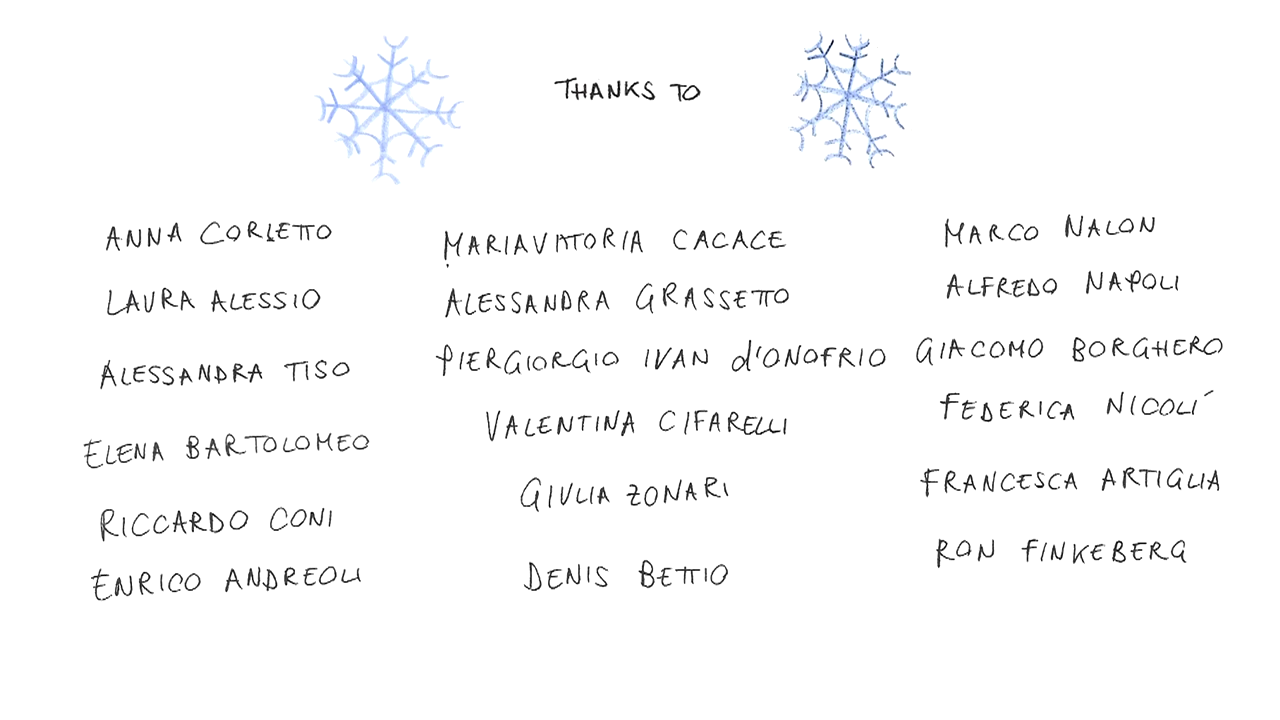 THANKS TO
ANNA CORLETTO
LAURA ALESSIO
ALESSANDRA TISO
ELENA BARTOLOMEO
RICCARDO CONI
ENRICO ANDREOLI
MARIAVITTORIA CACACE
ALESSANDRA GRASSETTO
PIERGIORGIO IVAN d'ONOFRIO
VALENTINA CIFARELLI
GIULIA ZONARI
DENIS BETTIO
MARCO NALON
ALFREDO NAPOLI
GIACOMO BORGHERO
FEDERICA NICOLÍ
FRANCESCA ARTIGLIA
RON FINKEBERG